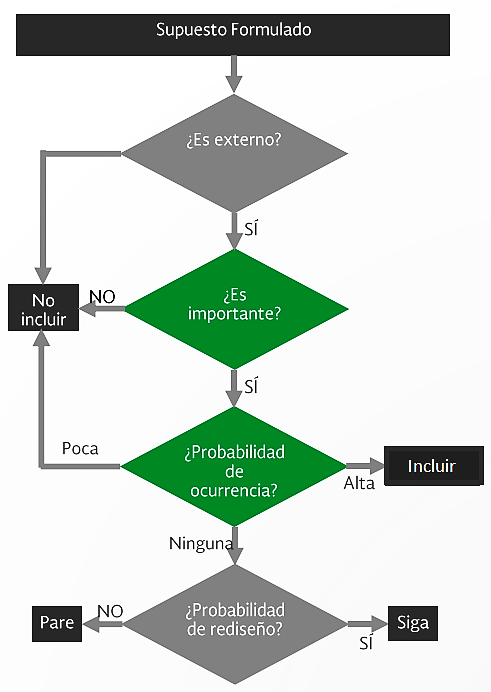 Supuesto Formulado
¿Es externo?
SÍ
No
incluir
NO
¿Es
importante?
SÍ
Poca
¿Probabilidad
de
ocurrencia?
Alta
Incluir
Ninguna
Pare
NO
¿Probabilidad
de rediseño?
SÍ
Siga